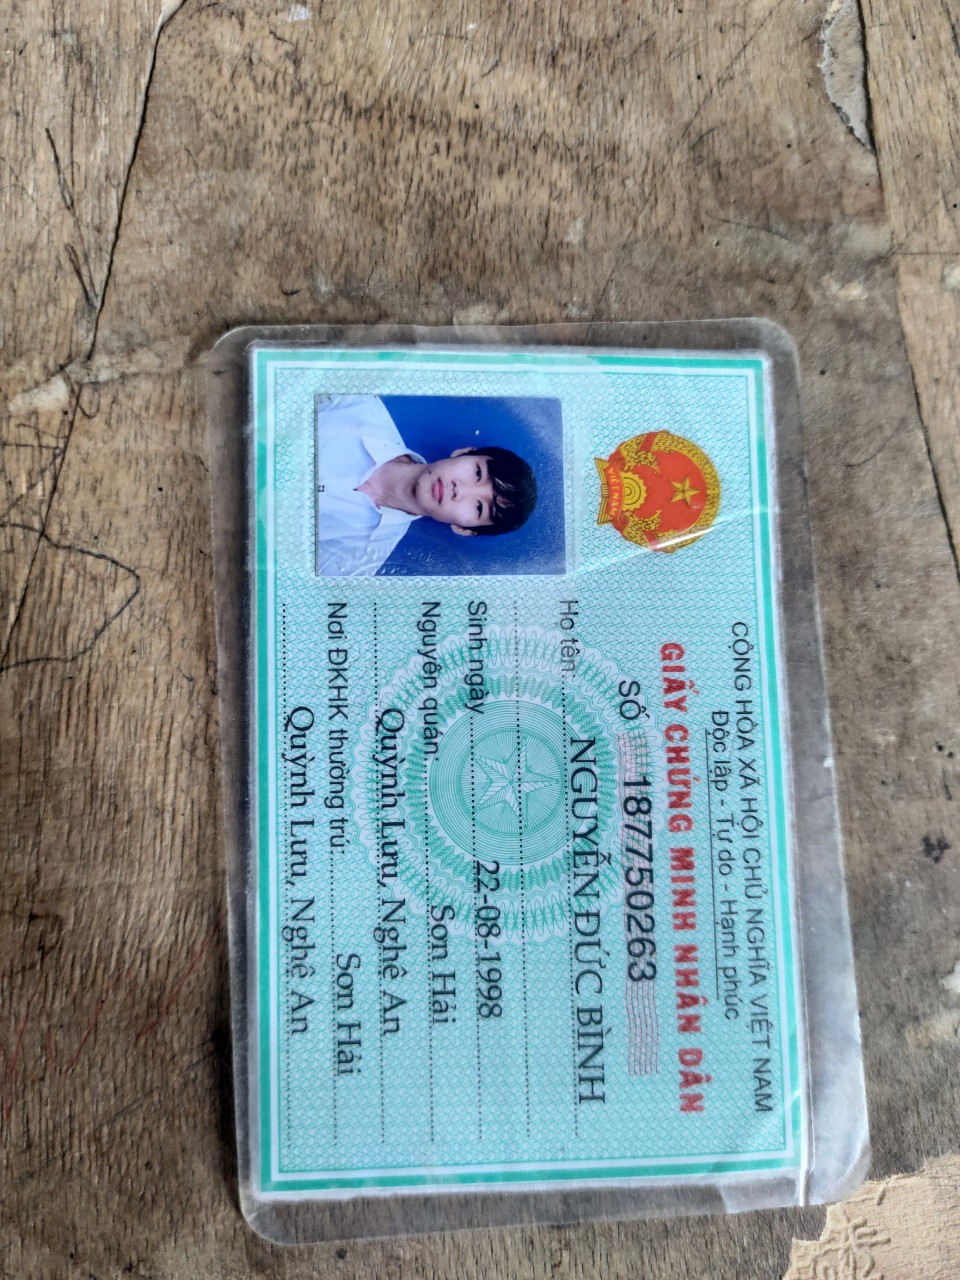 CỘNG HÒA XÃ HỘI CHỦ NGHĨA VIỆT NAM
Độc lập - Tự do - Hạnh phúc
GIẤY CHỨNG MINH NHÂN DÂN
SỐ 187750263
Họ tên: NGUYỄN ĐỨC BÌNH
Sinh ngày 22-08-1998
Nguyên quán: Sơn Hải
Quỳnh Lưu, Nghệ An
Nơi ĐKHK thường trú: Sơn Hải
Quỳnh Lưu, Nghệ An
VIỆT NAM